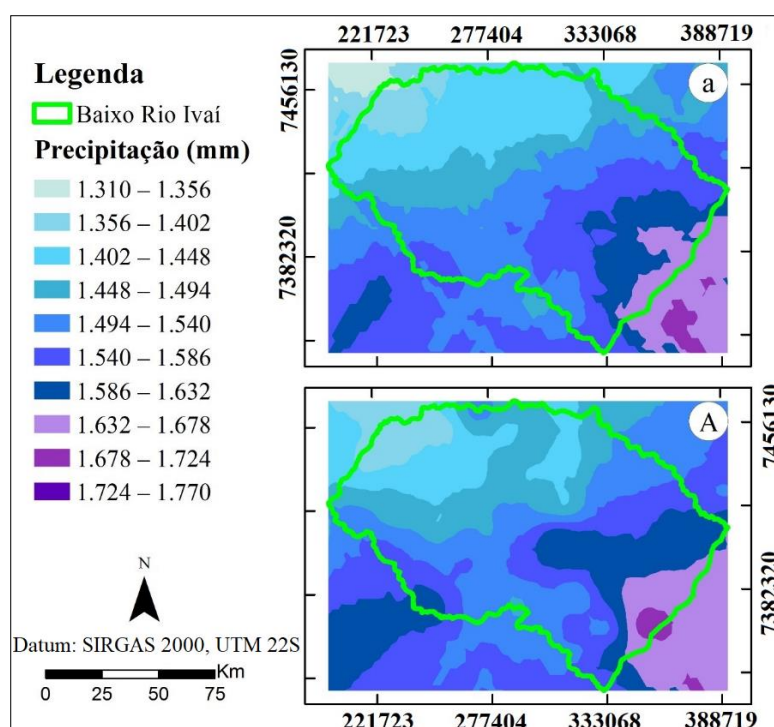 221723 277404 333068 388719
Legenda
Baixo Rio Ivaí
Precipitação (mm)
1.310 – 1.356
1.356 – 1.402
1.402 – 1.448
1.448 – 1.494
1.494 – 1.540
1.540 – 1.586
1.586 – 1.632
1.632 – 1.678
1.678 – 1.724
1.724 – 1.770
N
Datum: SIRGAS 2000, UTM 22S
Km
0 25 50 75
7456130
7382320
a
A
7456130
7382320
221723 277404 333068 388719